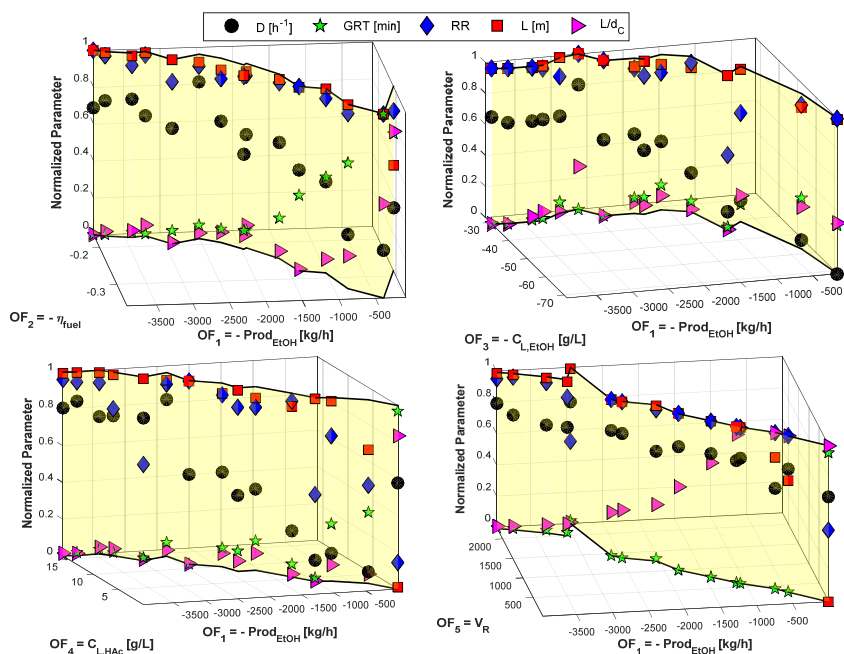 D [h⁻¹] GRT [min] RR L [m] L/d_C
1
0.8
0.6
0.4
0.2
0
Normalized Parameter
-0.2
-0.3
OF₂ = - η_fuel
-3500 -3000 -2500 -2000 -1500 -1000 -500
OF₁ = - Prod_EtOH [kg/h]
1
0.8
0.6
0.4
0.2
0
Normalized Parameter
-30
-40
-50
-60
-70
OF₃ = - C_L,EtOH [g/L]
-3500 -3000 -2500 -2000 -1500 -1000 -500
OF₁ = - Prod_EtOH [kg/h]
1
0.8
0.6
0.4
0.2
0
Normalized Parameter
15
10
5
OF₄ = C_L,HAc [g/L]
-3500 -3000 -2500 -2000 -1500 -1000 -500
OF₁ = - Prod_EtOH [kg/h]
1
0.8
0.6
0.4
0.2
0
Normalized Parameter
2000
1500
1000
500
OF₅ = V_R
-3500 -3000 -2500 -2000 -1500 -1000 -500
OF₁ = - Prod_EtOH [kg/h]